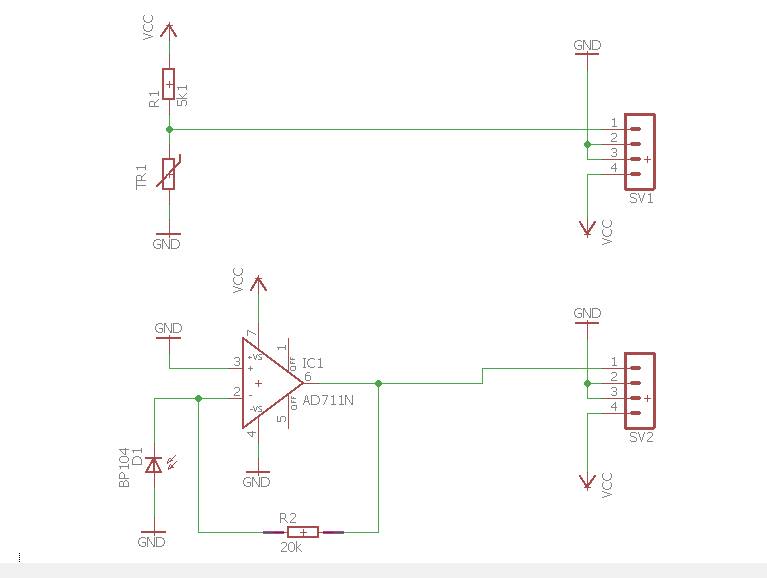 VCC
R1
5k1
TR1
GND
GND
1
2
3
4
SV1
VCC
VCC
GND
7
+VS
1
OFF
IC1
3
+
6
2
-
-VS
OFF
AD711N
4
5
GND
BP104
D1
GND
R2
20k
GND
1
2
3
4
SV2
VCC